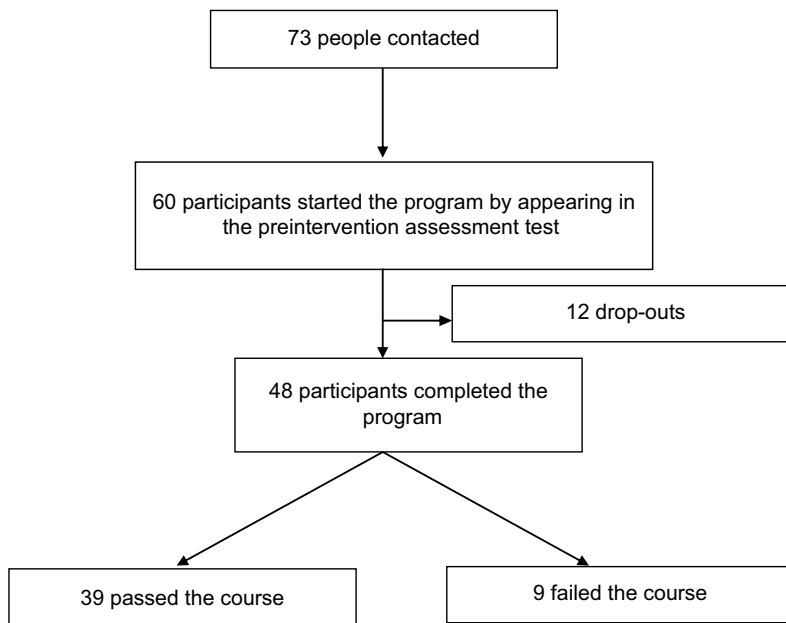 73 people contacted
60 participants started the program by appearing in
the preintervention assessment test
12 drop-outs
48 participants completed the
program
39 passed the course
9 failed the course